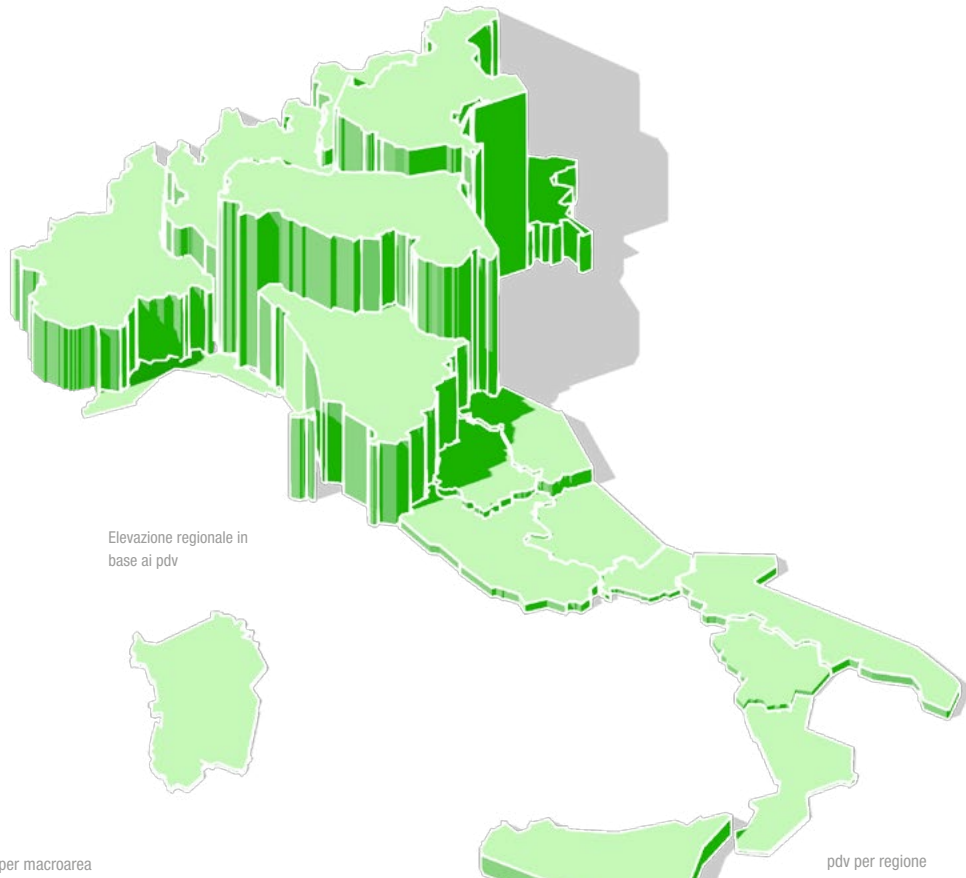 Elevazione regionale in
base ai pdv
per macroarea
pdv per regione